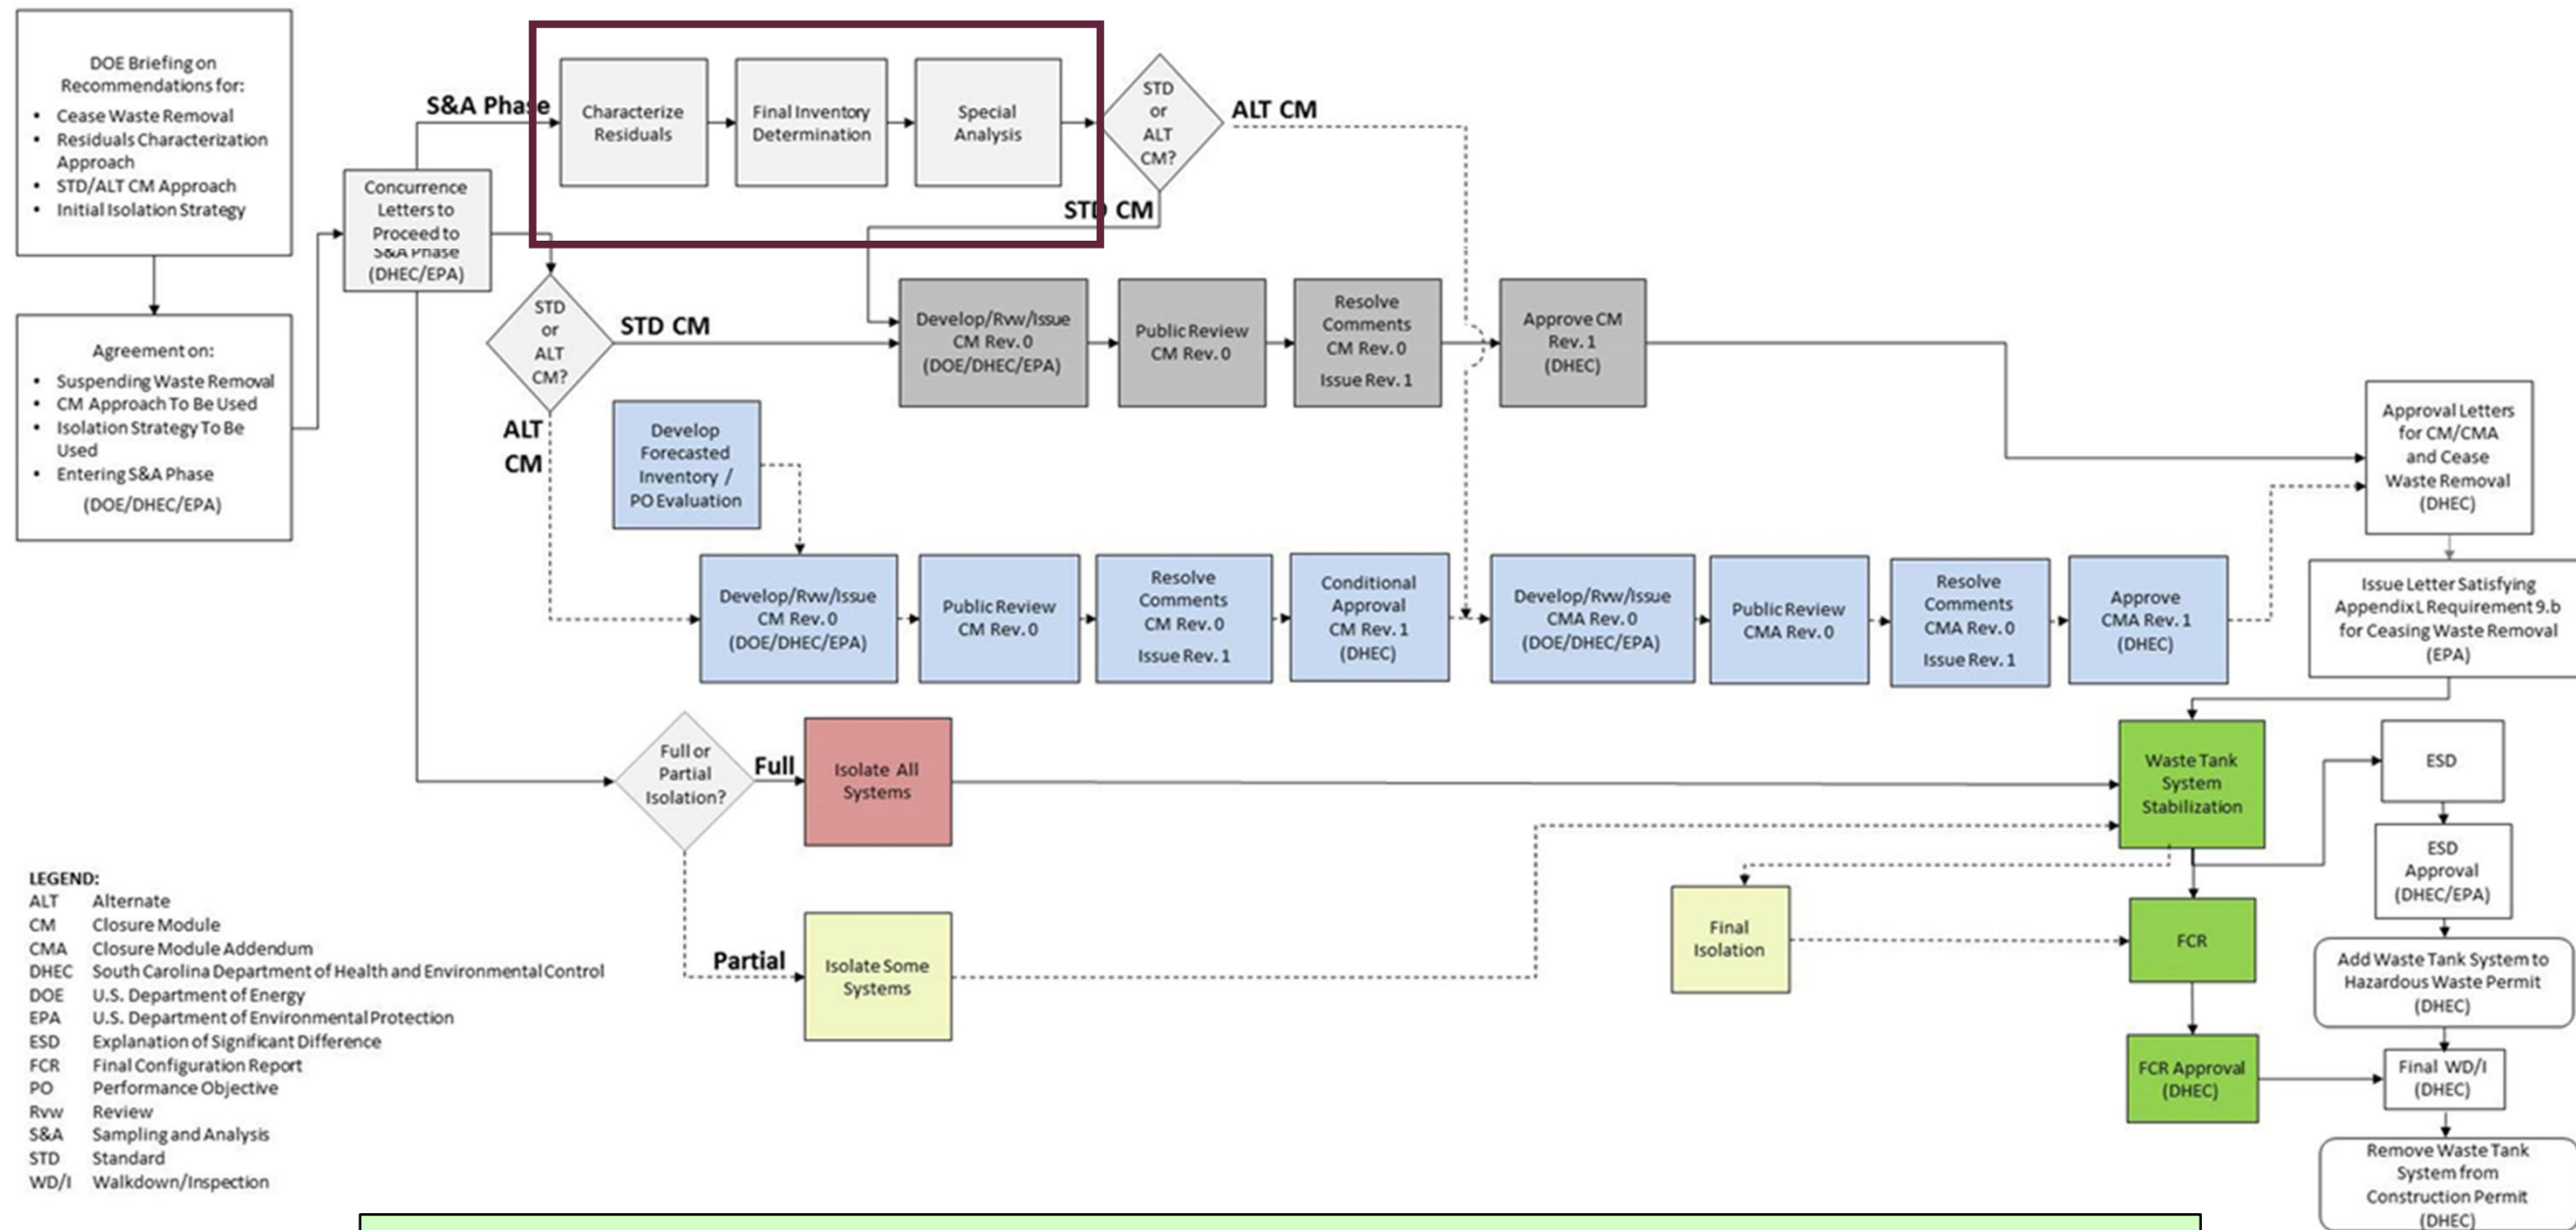 DOE Briefing on
Recommendations for:
• Cease Waste Removal
• Residuals Characterization
Approach
• STD/ALT CM Approach
• Initial Isolation Strategy
Agreement on:
• Suspending Waste Removal
• CM Approach To Be Used
• Isolation Strategy To Be
Used
• Entering S&A Phase
(DOE/DHEC/EPA)
Concurrence
Letters to
Proceed to
S&A Phase
(DHEC/EPA)
S&A Phase
Characterize
Residuals
Final Inventory
Determination
Special
Analysis
STD
or
ALT
CM?
ALT CM
STD CM
STD
or
ALT
CM?
STD CM
ALT
CM
Develop/Rvw/Issue
CM Rev. 0
(DOE/DHEC/EPA)
Public Review
CM Rev. 0
Resolve
Comments
CM Rev. 0
Issue Rev. 1
Approve CM
Rev. 1
(DHEC)
Develop
Forecasted
Inventory /
PO Evaluation
Develop/Rvw/Issue
CM Rev. 0
(DOE/DHEC/EPA)
Public Review
CM Rev. 0
Resolve
Comments
CM Rev. 0
Issue Rev. 1
Conditional
Approval
CM Rev. 1
(DHEC)
Develop/Rvw/Issue
CMA Rev. 0
(DOE/DHEC/EPA)
Public Review
CMA Rev. 0
Resolve
Comments
CMA Rev. 0
Issue Rev. 1
Approve
CMA Rev. 1
(DHEC)
Approval Letters
for CM/CMA
and Cease
Waste Removal
(DHEC)
Issue Letter Satisfying
Appendix L Requirement 9.b
for Ceasing Waste Removal
(EPA)
Full or
Partial
Isolation?
Full
Isolate All
Systems
Partial
Isolate Some
Systems
Waste Tank
System
Stabilization
Final
Isolation
FCR
FCR Approval
(DHEC)
ESD
ESD
Approval
(DHEC/EPA)
Add Waste Tank System to
Hazardous Waste Permit
(DHEC)
Final WD/I
(DHEC)
Remove Waste Tank
System from
Construction Permit
(DHEC)
LEGEND:
ALT Alternate
CM Closure Module
CMA Closure Module Addendum
DHEC South Carolina Department of Health and Environmental Control
DOE U.S. Department of Energy
EPA U.S. Department of Environmental Protection
ESD Explanation of Significant Difference
FCR Final Configuration Report
PO Performance Objective
Rvw Review
S&A Sampling and Analysis
STD Standard
WD/I Walkdown/Inspection